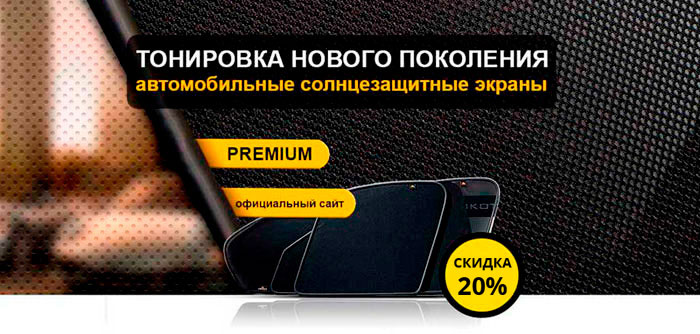 ТОНИРОВКА НОВОГО ПОКОЛЕНИЯ
автомобильные солнцезащитные экраны
PREMIUM
официальный сайт
СКИДКА
20%